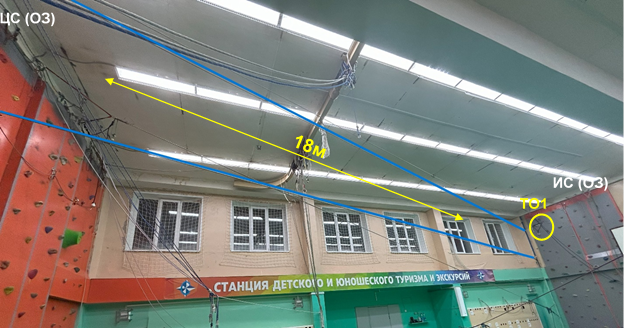 ЦС (ОЗ)
18м
ИС (ОЗ)
ТО1
СТАНЦИЯ ДЕТСКОГО И ЮНОШЕСКОГО ТУРИЗМА И ЭКСКУРСИЙ